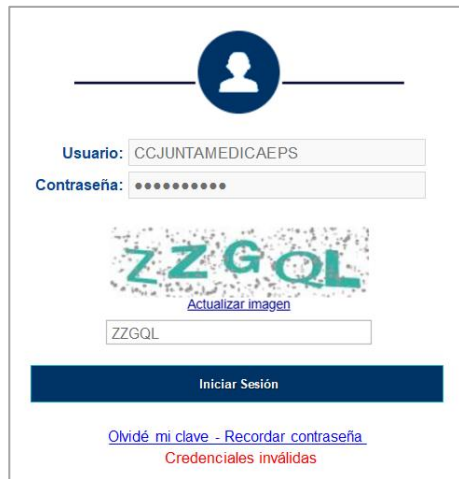 Usuario: CCJUNTAMEDICAEPS
Contraseña: ●●●●●●●●●●
ZZGQL
Actualizar imagen
ZZGQL
Iniciar Sesión
Olvidé mi clave - Recordar contraseña
Credenciales inválidas